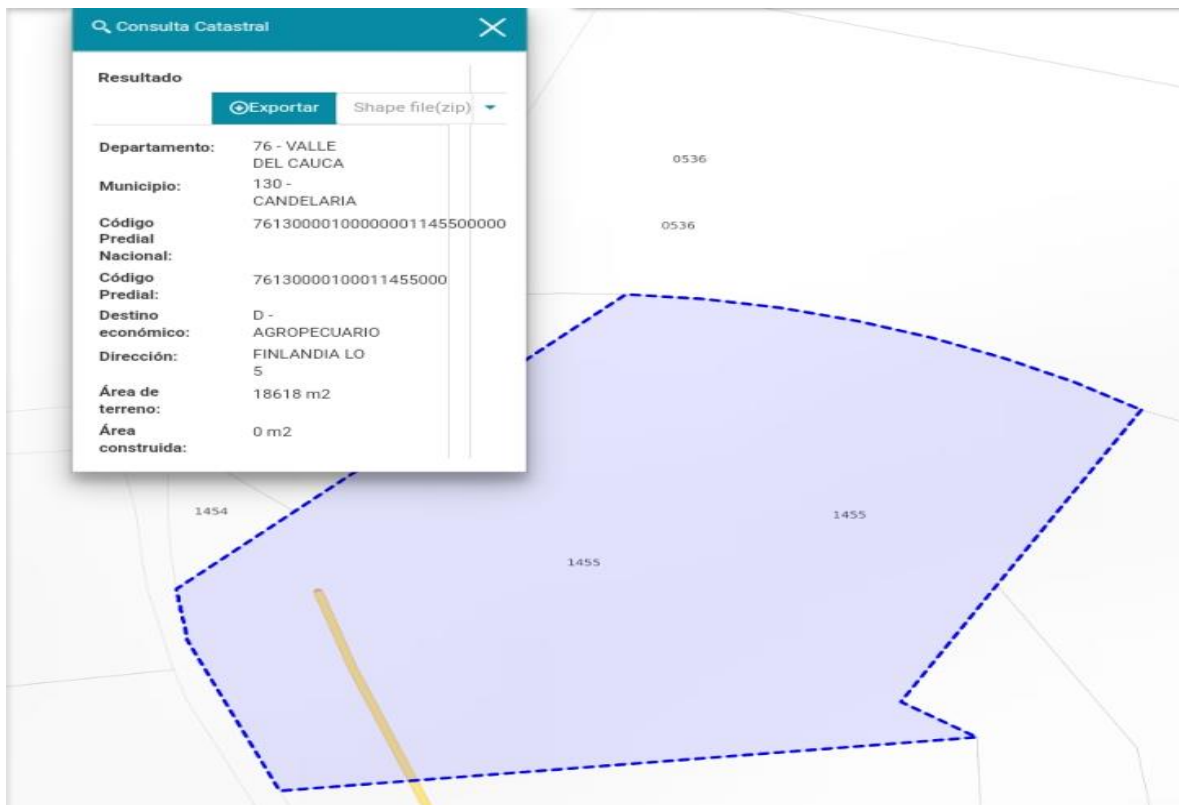 Consulta Catastral
Resultado
Exportar Shape file(zip)
Departamento: 76 - VALLE
DEL CAUCA
Municipio: 130 -
CANDELARIA
Código 76130000100000001145500000
Predial
Nacional:
Código 76130000100011455000
Predial:
Destino D -
económico: AGROPECUARIO
Dirección: FINLANDIA LO
5
Área de 18618 m2
terreno:
Área 0 m2
construida:
0536
0536
1454
1455
1455